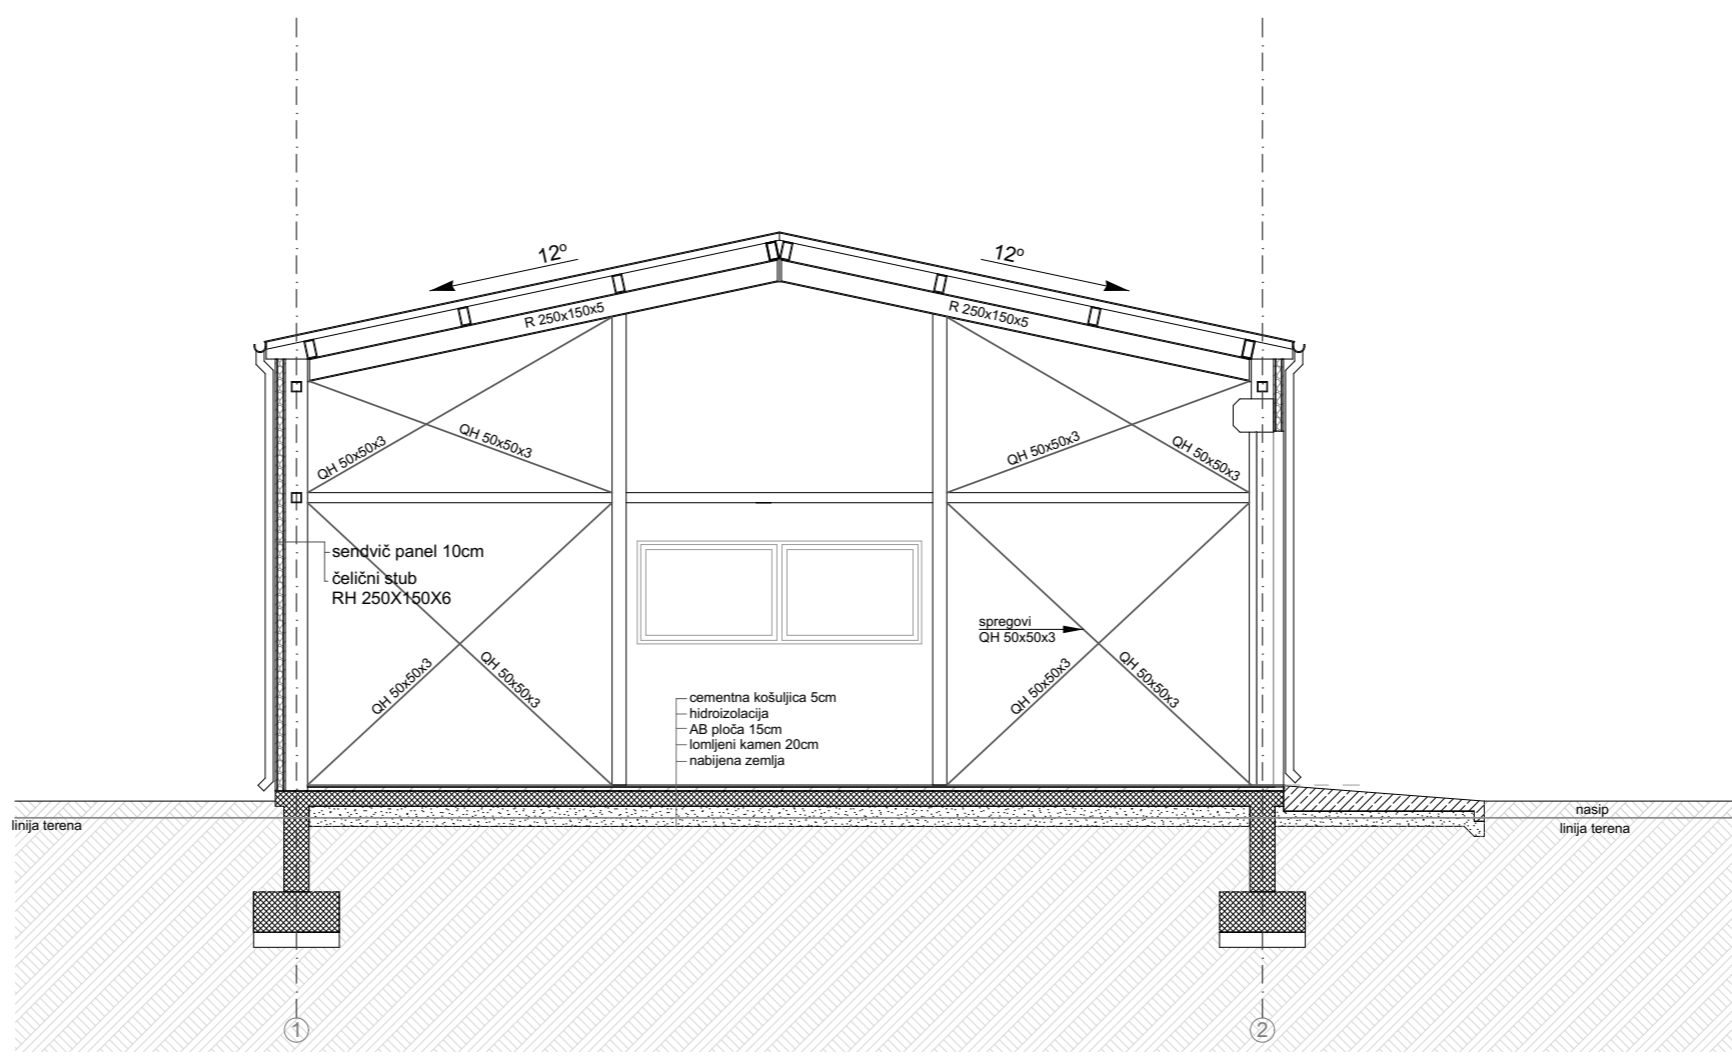 12º
12º
R 250x150x5
R 250x150x5
QH 50x50x3
QH 50x50x3
QH 50x50x3
QH 50x50x3
sendvič panel 10cm
čelični stub
RH 250X150X6
spregovi
QH 50x50x3
QH 50x50x3
QH 50x50x3
QH 50x50x3
QH 50x50x3
cementna košuljica 5cm
hidroizolacija
AB ploča 15cm
lomljeni kamen 20cm
nabijena zemlja
nasip
linija terena
linija terena
1
2